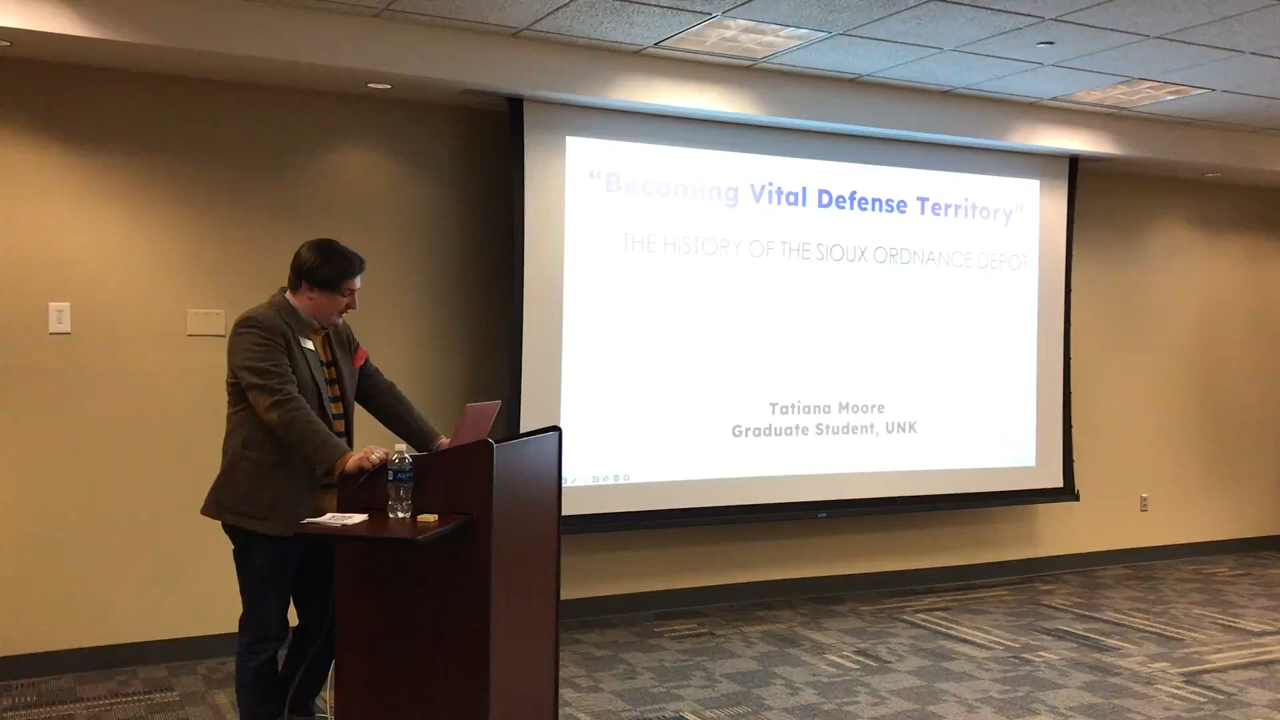 “Becoming Vital Defense Territory”
THE HISTORY OF THE SIOUX ORDNANCE DEPOT
Tatiana Moore
Graduate Student, UNK